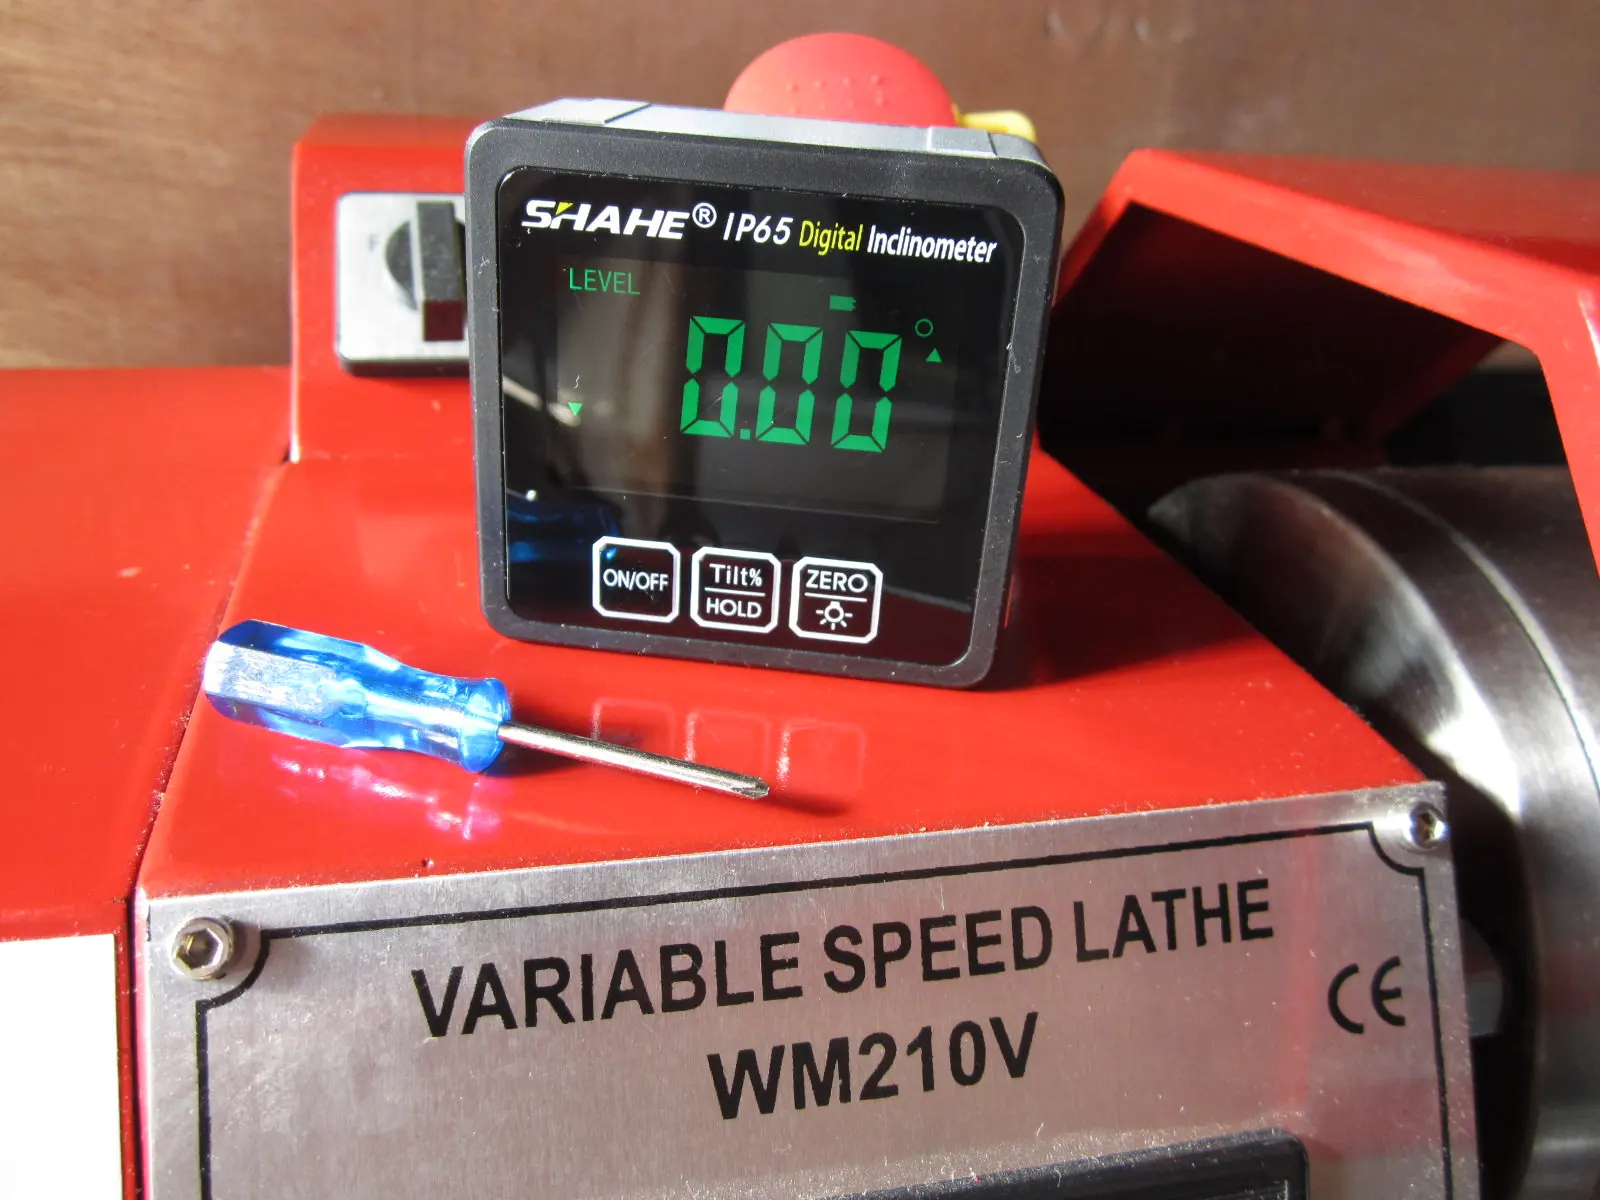 SHAHE® IP65 Digital Inclinometer
LEVEL
F
0.00°
ON/OFF
Tilt%
HOLD
ZERO
VARIABLE SPEED LATHE
WM210V
CE